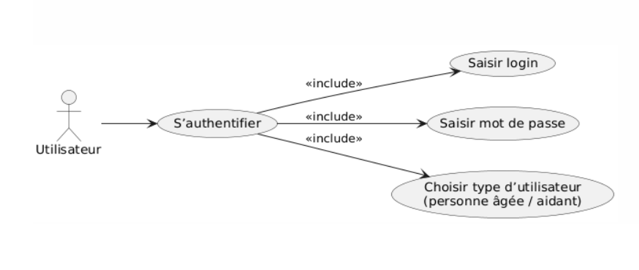 Saisir login
«include»
«include»
S’authentifier
Saisir mot de passe
«include»
Utilisateur
Choisir type d’utilisateur
(personne âgée / aidant)